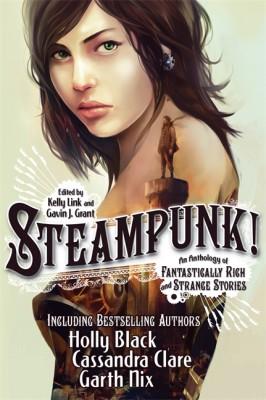 Edited by
Kelly Link and
Gavin J. Grant
STEAMPUNK!
An Anthology of
FANTASTICALLY RICH
and STRANGE STORIES
INCLUDING BESTSELLING AUTHORS
Holly Black
Cassandra Clare
Garth Nix